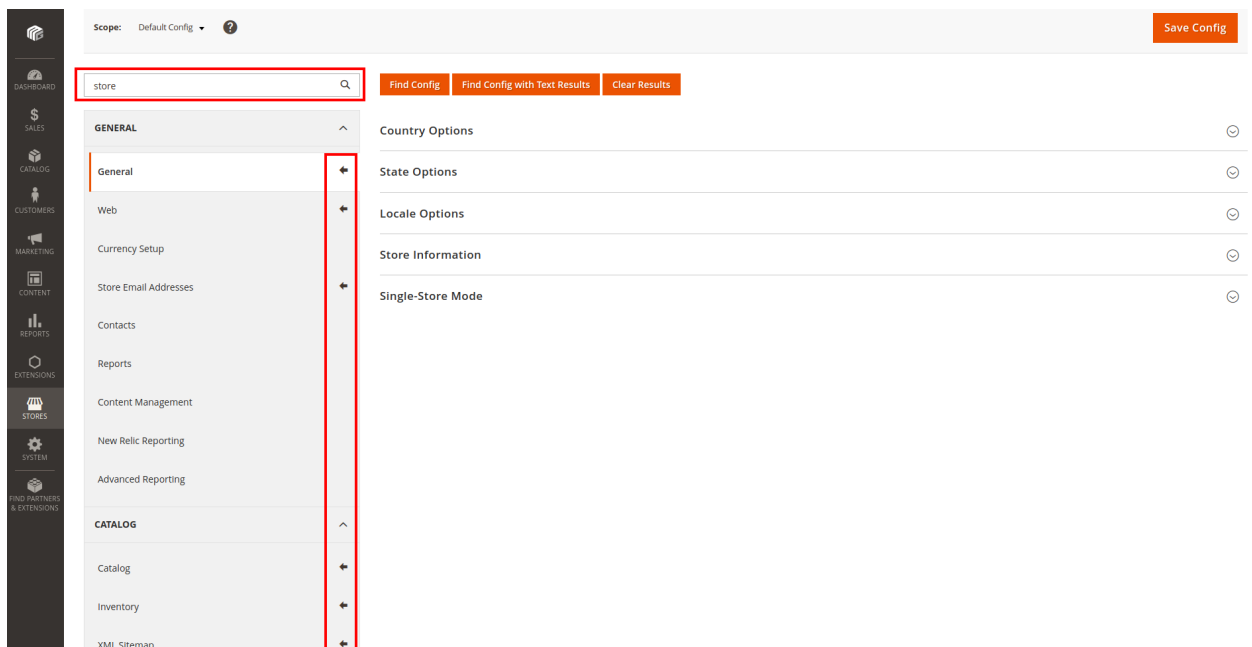 Scope: Default Config ?
Save Config
store
Find Config Find Config with Text Results Clear Results
DASHBOARD
SALES
CATALOG
CUSTOMERS
MARKETING
CONTENT
REPORTS
EXTENSIONS
STORES
SYSTEM
FIND PARTNERS
& EXTENSIONS
GENERAL
General
Web
Currency Setup
Store Email Addresses
Contacts
Reports
Content Management
New Relic Reporting
Advanced Reporting
CATALOG
Catalog
Inventory
XML Sitemap
Country Options
State Options
Locale Options
Store Information
Single-Store Mode